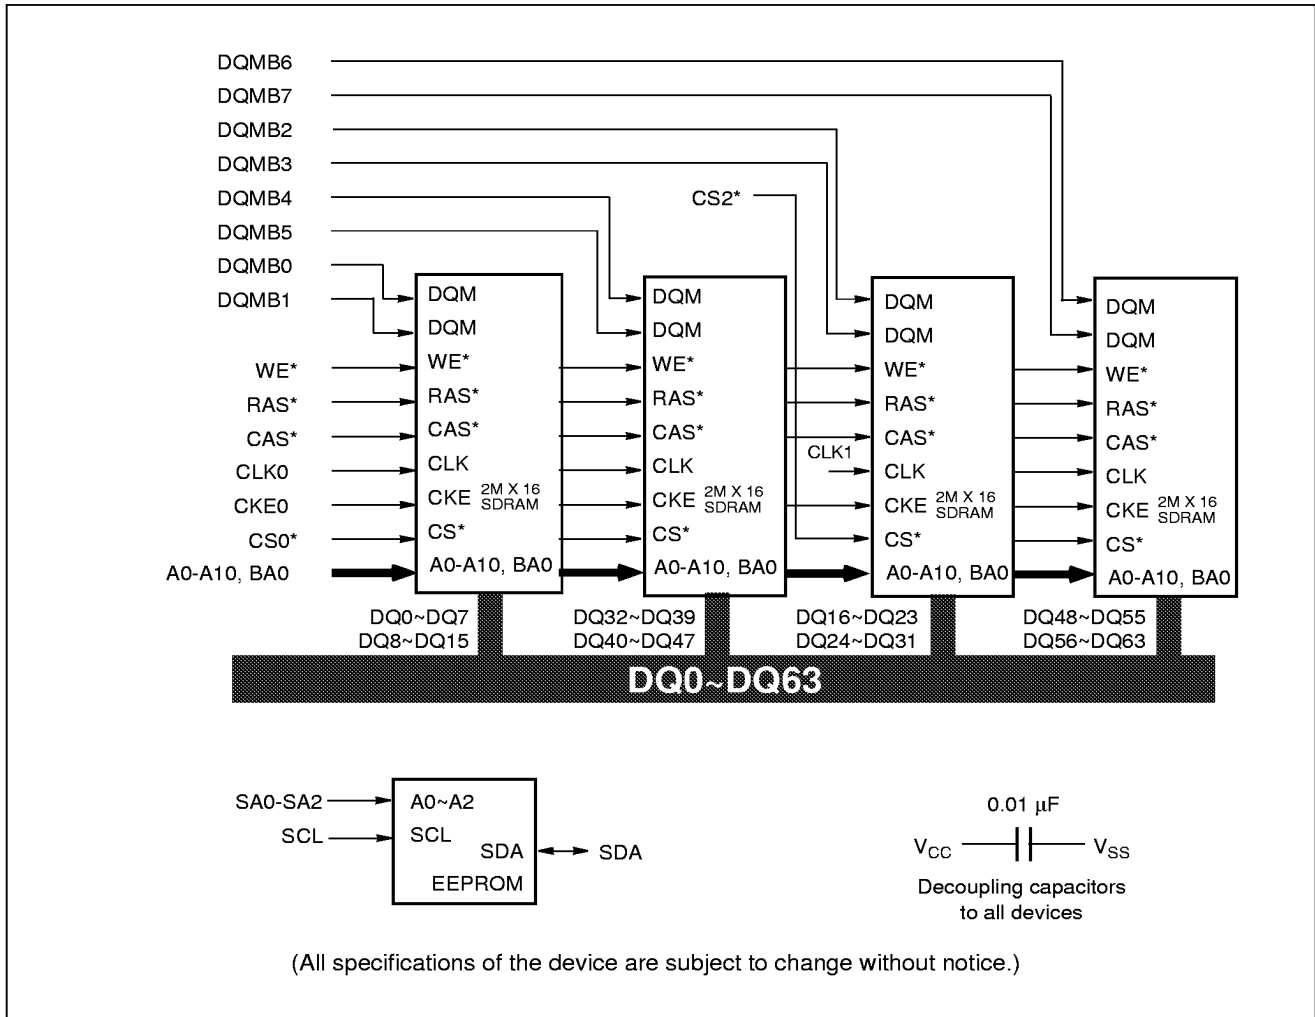 DQMB6
DQMB7
DQMB2
DQMB3
DQMB4
CS2*
DQMB5
DQMB0
DQMB1
WE*
RAS*
CAS*
CLK0
CKE0
CS0*
A0-A10, BA0
DQM
DQM
WE*
RAS*
CAS*
CLK
CKE
2M X 16
SDRAM
CS*
A0-A10, BA0
DQM
DQM
WE*
RAS*
CAS*
CLK
CKE
2M X 16
SDRAM
CS*
A0-A10, BA0
CLK1
DQM
DQM
WE*
RAS*
CAS*
CLK
CKE
2M X 16
SDRAM
CS*
A0-A10, BA0
DQM
DQM
WE*
RAS*
CAS*
CLK
CKE
2M X 16
SDRAM
CS*
A0-A10, BA0
DQ0~DQ7
DQ8~DQ15
DQ32~DQ39
DQ40~DQ47
DQ16~DQ23
DQ24~DQ31
DQ48~DQ55
DQ56~DQ63
DQ0~DQ63
SA0-SA2
SCL
A0~A2
SCL
SDA
EEPROM
SDA
0.01 µF
VCC
VSS
Decoupling capacitors
to all devices
(All specifications of the device are subject to change without notice.)